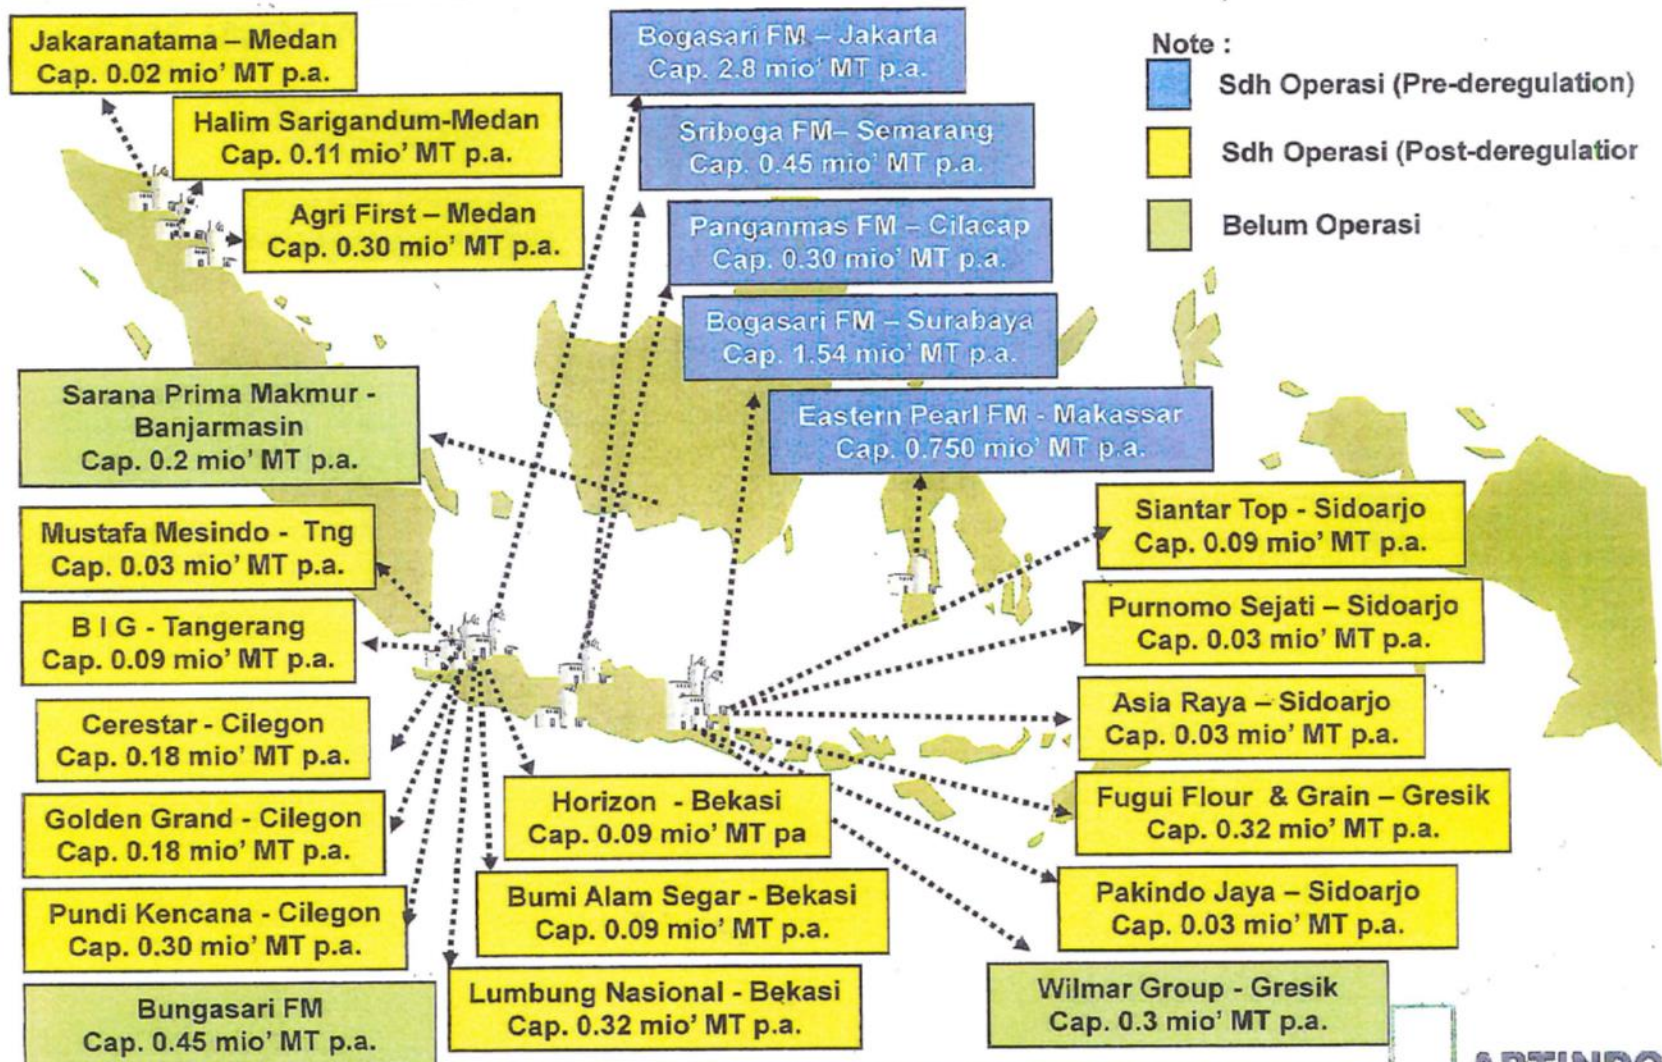 Jakaranatama – Medan
Cap. 0.02 mio' MT p.a.
Halim Sarigandum-Medan
Cap. 0.11 mio' MT p.a.
Agri First – Medan
Cap. 0.30 mio' MT p.a.
Bogasari FM – Jakarta
Cap. 2.8 mio' MT p.a.
Sriboga FM– Semarang
Cap. 0.45 mio' MT p.a.
Panganmas FM – Cilacap
Cap. 0.30 mio' MT p.a.
Bogasari FM – Surabaya
Cap. 1.54 mio' MT p.a.
Eastern Pearl FM - Makassar
Cap. 0.750 mio' MT p.a.
Note :
Sdh Operasi (Pre-deregulation)
Sdh Operasi (Post-deregulation
Belum Operasi
Sarana Prima Makmur -
Banjarmasin
Cap. 0.2 mio' MT p.a.
Mustafa Mesindo - Tng
Cap. 0.03 mio' MT p.a.
B I G - Tangerang
Cap. 0.09 mio' MT p.a.
Cerestar - Cilegon
Cap. 0.18 mio' MT p.a.
Golden Grand - Cilegon
Cap. 0.18 mio' MT p.a.
Pundi Kencana - Cilegon
Cap. 0.30 mio' MT p.a.
Bungasari FM
Cap. 0.45 mio' MT p.a.
Horizon - Bekasi
Cap. 0.09 mio' MT pa
Bumi Alam Segar - Bekasi
Cap. 0.09 mio' MT p.a.
Lumbung Nasional - Bekasi
Cap. 0.32 mio' MT p.a.
Siantar Top - Sidoarjo
Cap. 0.09 mio' MT p.a.
Purnomo Sejati – Sidoarjo
Cap. 0.03 mio' MT p.a.
Asia Raya – Sidoarjo
Cap. 0.03 mio' MT p.a.
Fugui Flour & Grain – Gresik
Cap. 0.32 mio' MT p.a.
Pakindo Jaya – Sidoarjo
Cap. 0.03 mio' MT p.a.
Wilmar Group - Gresik
Cap. 0.3 mio' MT p.a.